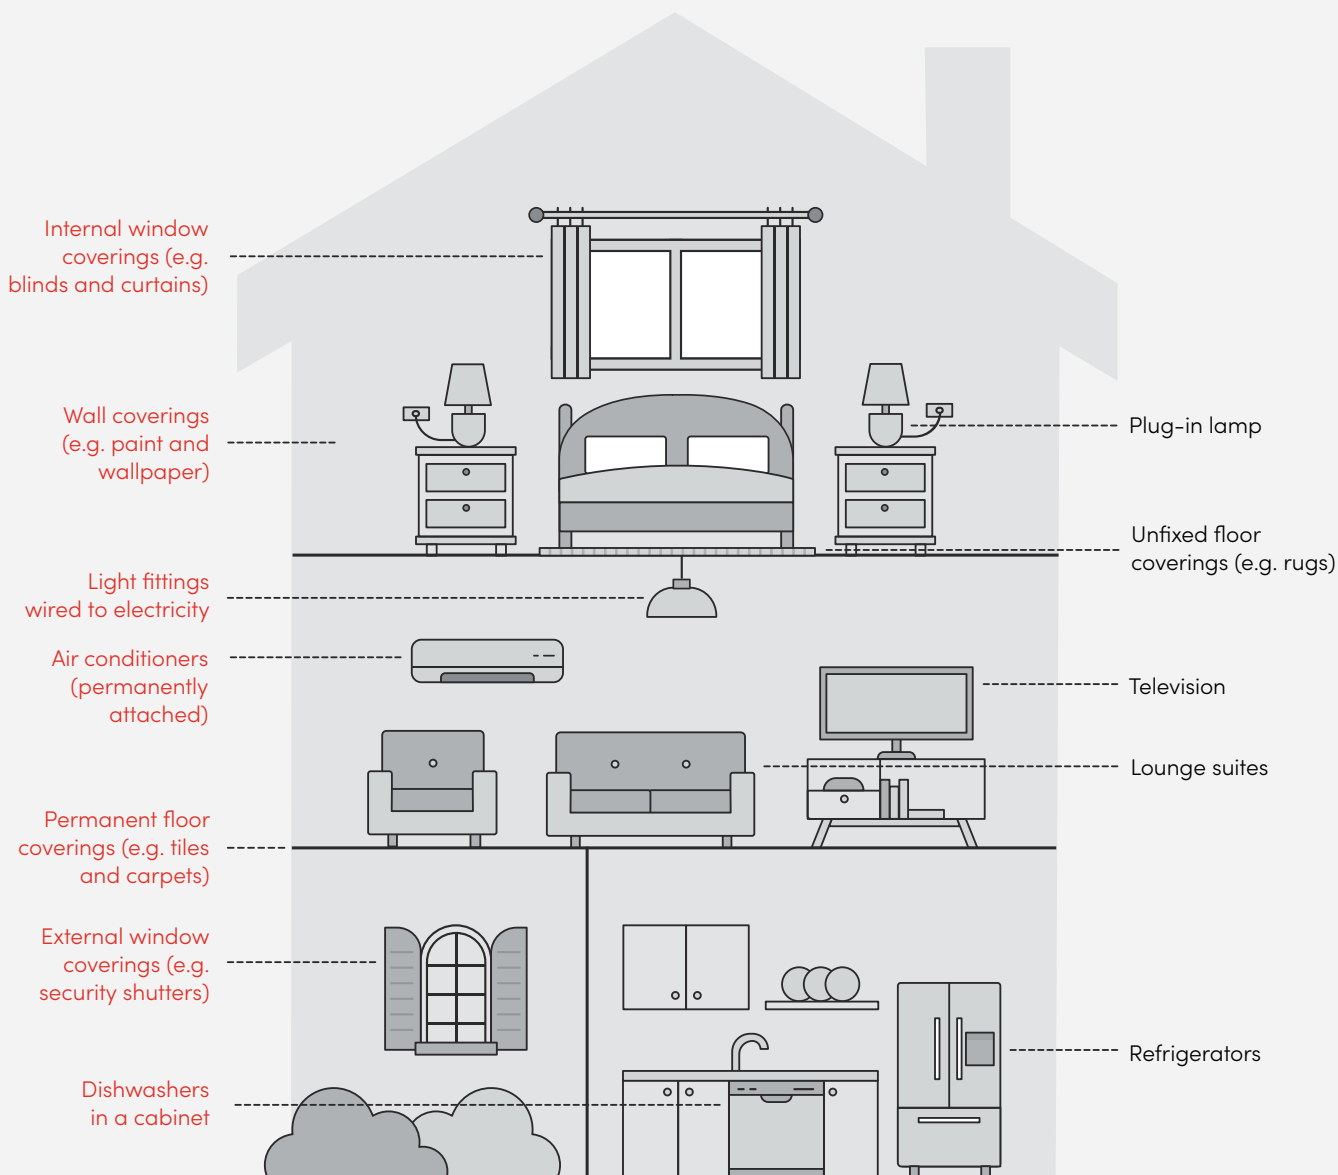 Internal window
coverings (e.g.
blinds and curtains)
Wall coverings
(e.g. paint and
wallpaper)
Light fittings
wired to electricity
Air conditioners
(permanently
attached)
Permanent floor
coverings (e.g. tiles
and carpets)
External window
coverings (e.g.
security shutters)
Dishwashers
in a cabinet
Plug-in lamp
Unfixed floor
coverings (e.g. rugs)
Television
Lounge suites
Refrigerators